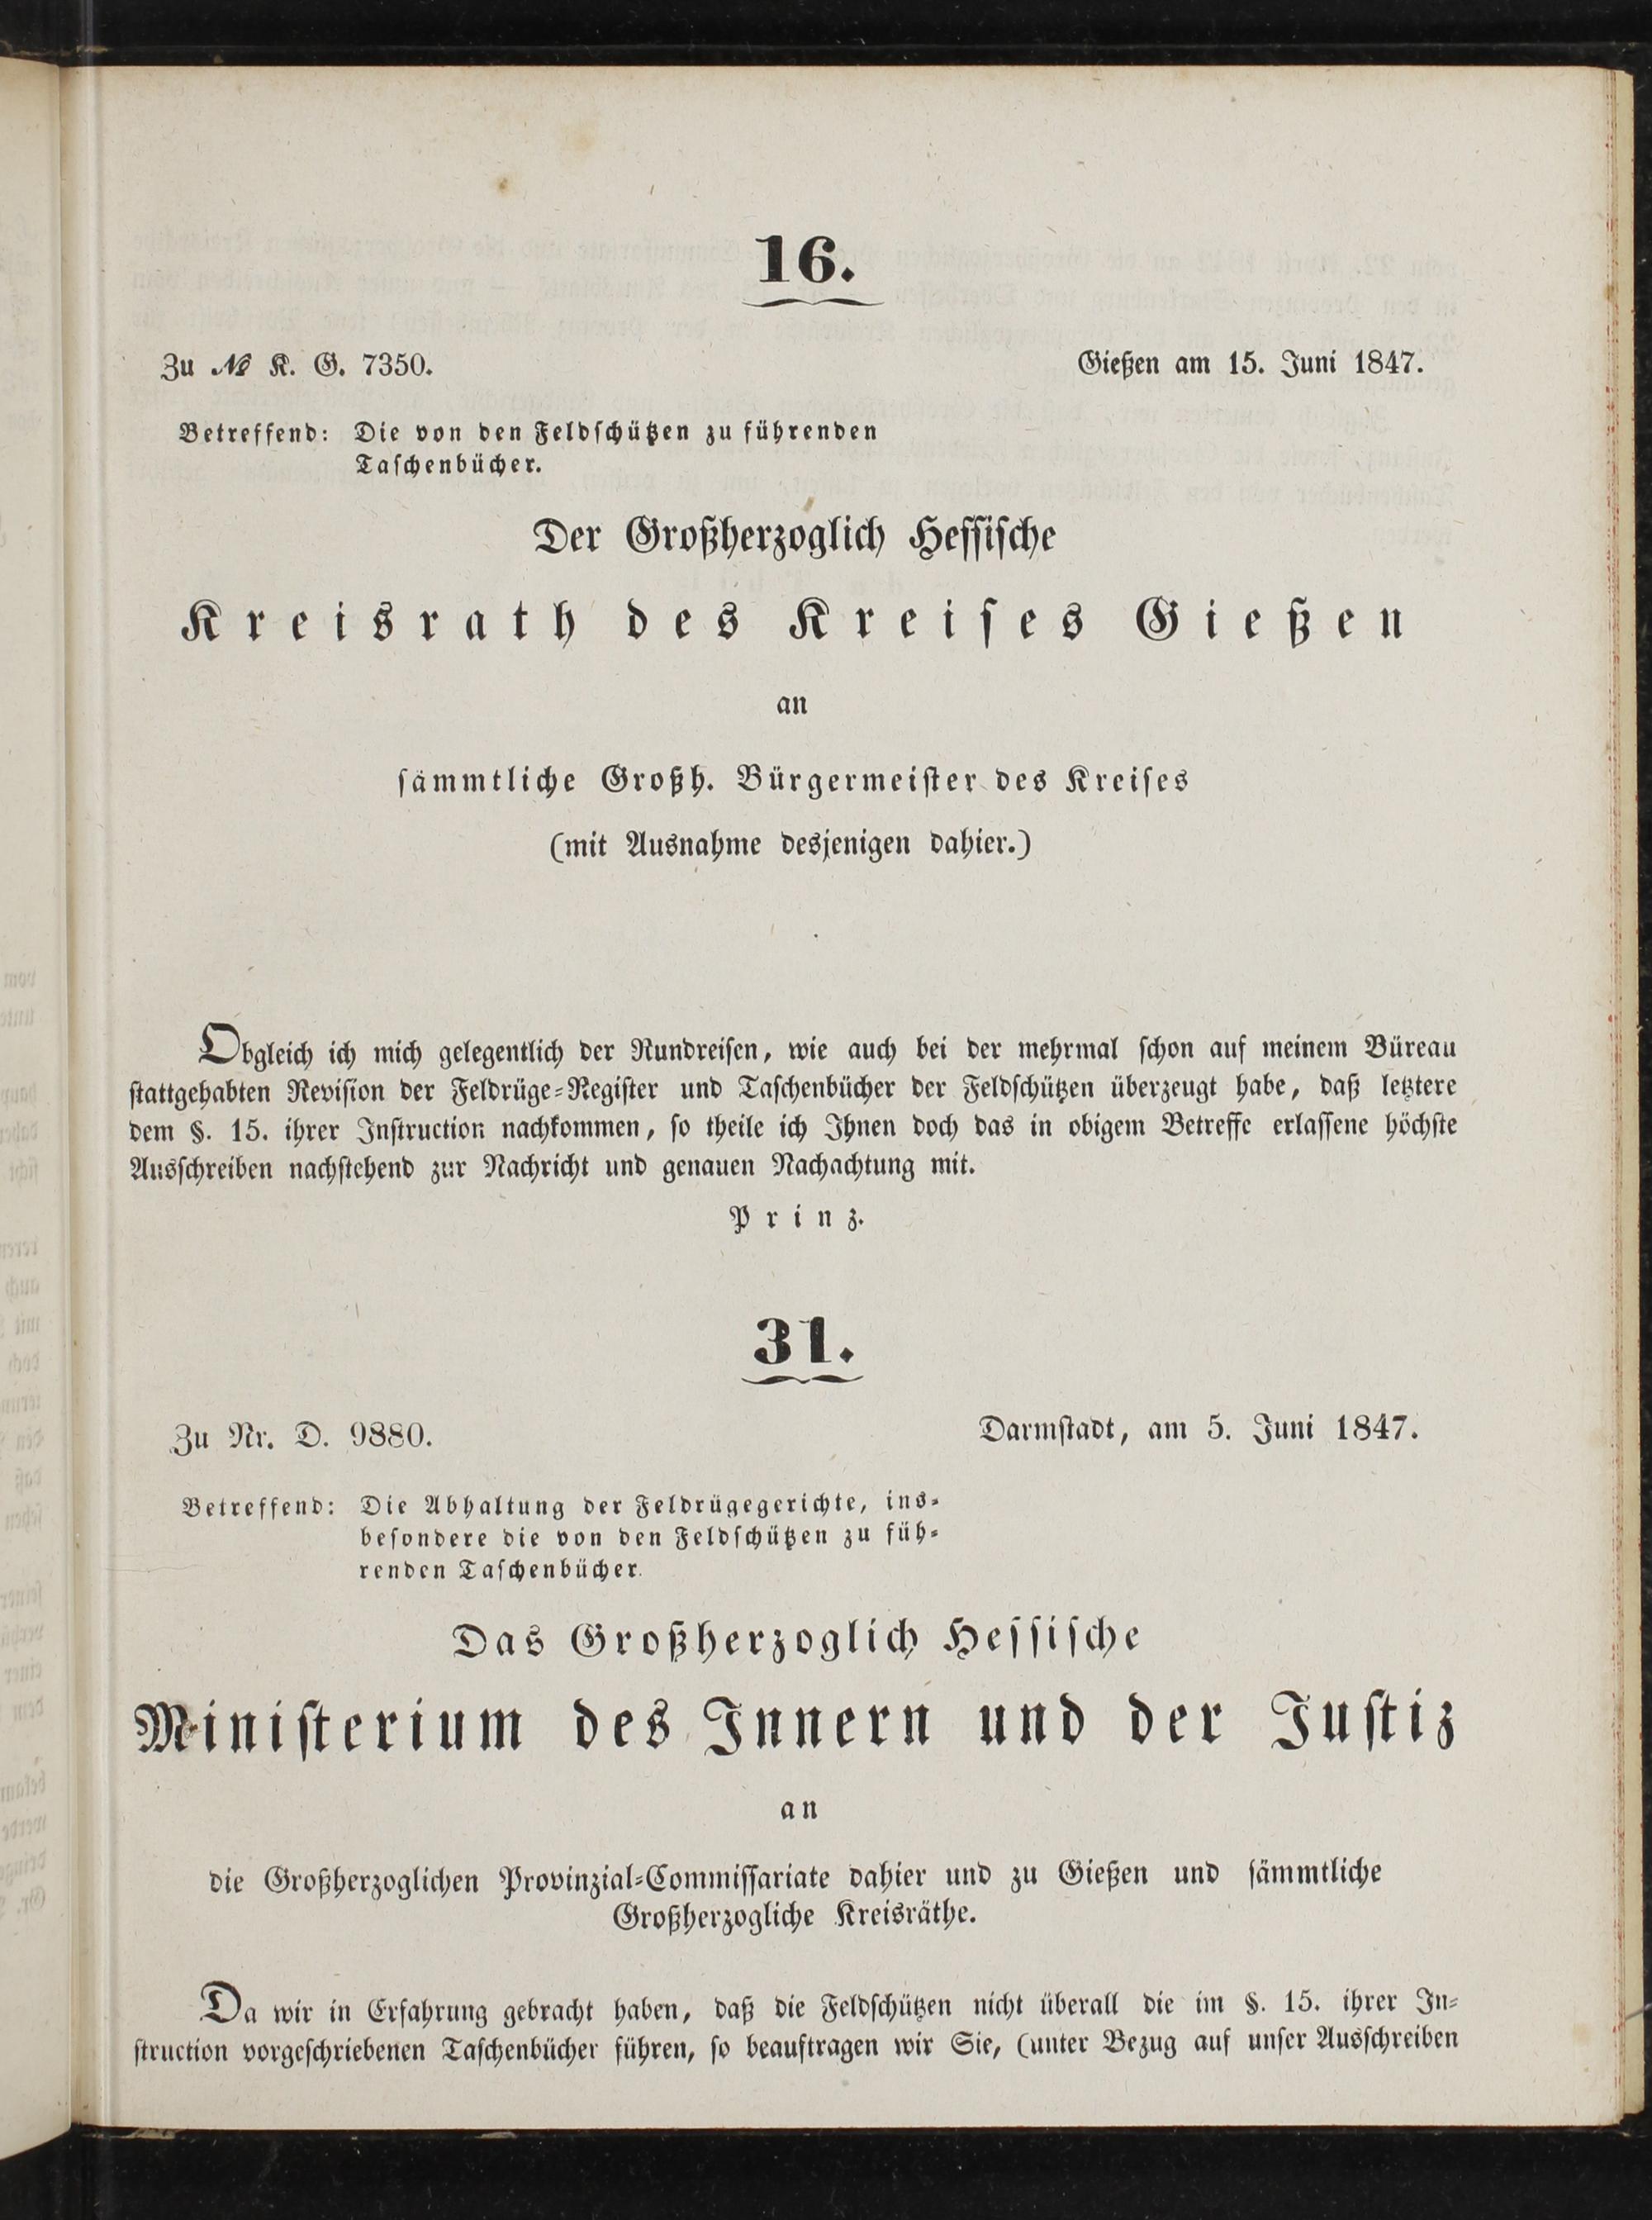 16.
Zu № K. G. 7350.
Gießen am 15. Juni 1847.
Betreffend: Die von den Feldschützen zu führenden
Taschenbücher.
Der Großherzoglich Hessische
Kreisrath des Kreises Gießen
an
sämmtliche Großh. Bürgermeister des Kreises
(mit Ausnahme desjenigen dahier.)
Obgleich ich mich gelegentlich der Rundreisen, wie auch bei der mehrmal schon auf meinem Büreau
stattgehabten Revision der Feldrüge-Register und Taschenbücher der Feldschützen überzeugt habe, daß letztere
dem §. 15. ihrer Instruction nachkommen, so theile ich Ihnen doch das in obigem Betreffe erlassene höchste
Ausschreiben nachstehend zur Nachricht und genauen Nachachtung mit.
Prinz.
31.
Zu Nr. D. 9880.
Darmstadt, am 5. Juni 1847.
Betreffend: Die Abhaltung der Feldrügegerichte, ins-
besondere die von den Feldschützen zu füh-
renden Taschenbücher.
Das Großherzoglich Hessische
Ministerium des Innern und der Justiz
an
die Großherzoglichen Provinzial-Commissariate dahier und zu Gießen und sämmtliche
Großherzogliche Kreisräthe.
Da wir in Erfahrung gebracht haben, daß die Feldschützen nicht überall die im §. 15. ihrer In-
struction vorgeschriebenen Taschenbücher führen, so beauftragen wir Sie, (unter Bezug auf unser Ausschreiben